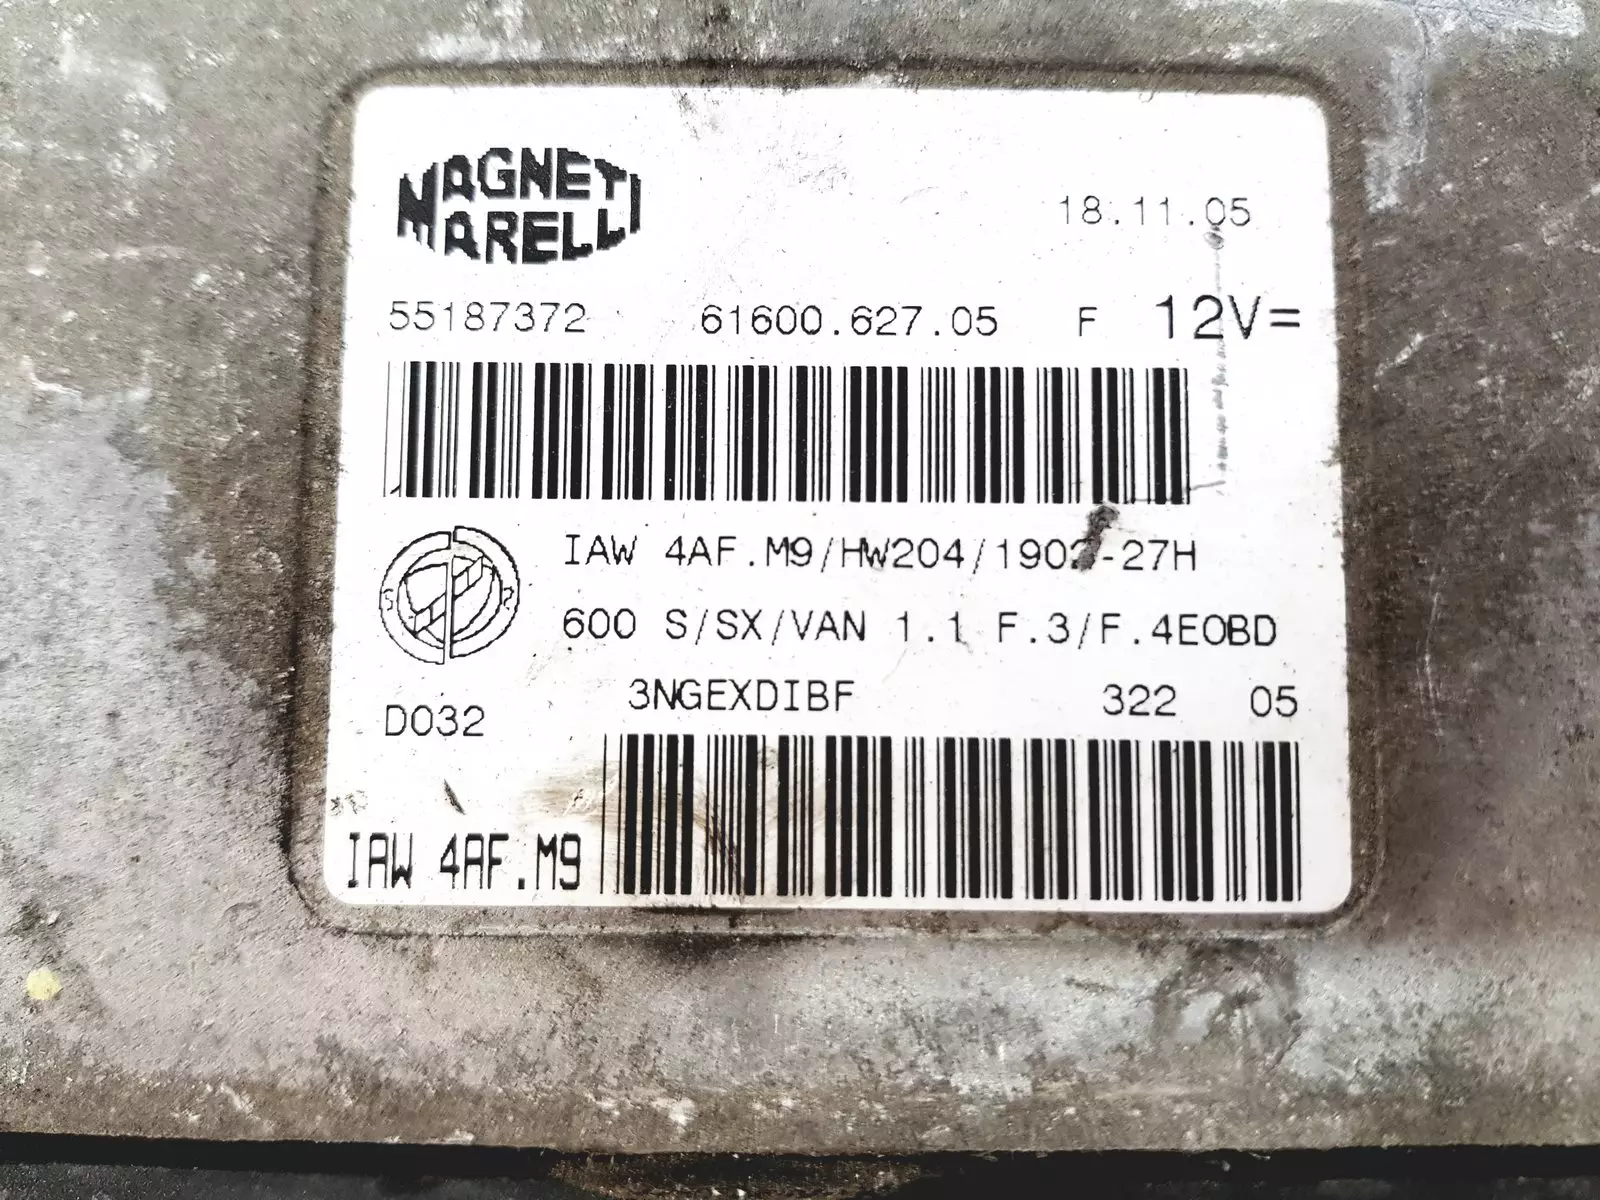 MAGNETI
MARELLI
18.11.05
55187372 61600.627.05 F 12V=
IAW 4AF.M9/HW204/
600 S/SX/VAN 1.1 F.3/F.4EOBD
3NGEXDIBF 322 05
D032
IAW 4AF.M9